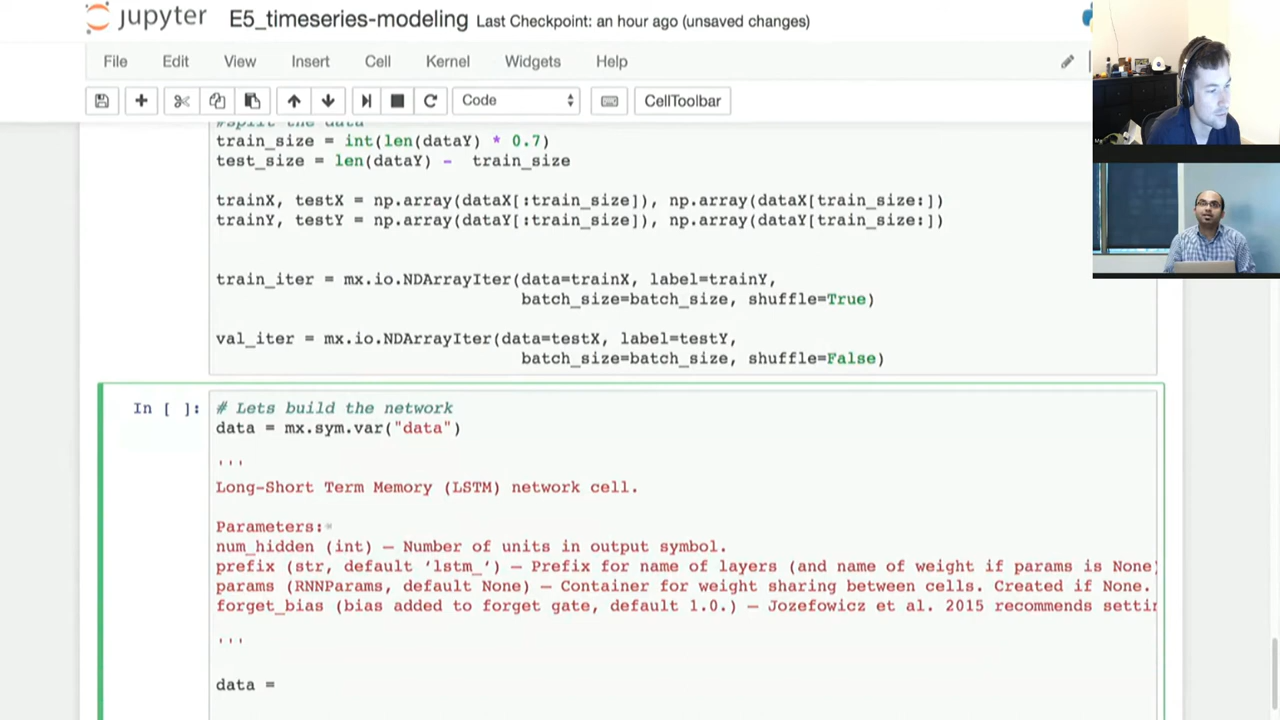 jupyter E5_timeseries-modeling Last Checkpoint: an hour ago (unsaved changes)
File Edit View Insert Cell Kernel Widgets Help
Code CellToolbar
#split the data
train_size = int(len(dataY) * 0.7)
test_size = len(dataY) - train_size
trainX, testX = np.array(dataX[:train_size]), np.array(dataX[train_size:])
trainY, testY = np.array(dataY[:train_size]), np.array(dataY[train_size:])
train_iter = mx.io.NDArrayIter(data=trainX, label=trainY,
batch_size=batch_size, shuffle=True)
val_iter = mx.io.NDArrayIter(data=testX, label=testY,
batch_size=batch_size, shuffle=False)
In [ ]: # Lets build the network
data = mx.sym.var("data")
'''
Long-Short Term Memory (LSTM) network cell.
Parameters:
num_hidden (int) – Number of units in output symbol.
prefix (str, default ‘lstm_‘) – Prefix for name of layers (and name of weight if params is None)
params (RNNParams, default None) – Container for weight sharing between cells. Created if None.
forget_bias (bias added to forget gate, default 1.0.) – Jozefowicz et al. 2015 recommends
'''
data =